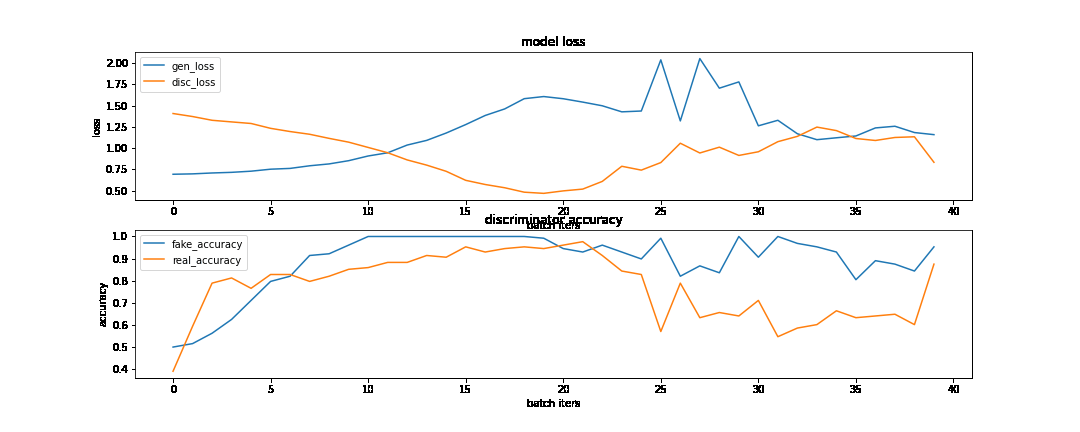 model loss
2.00
1.75
1.50
1.25
1.00
0.75
0.50
loss
gen_loss
disc_loss
0 5 10 15 20 25 30 35 40
batch iters
discriminator accuracy
1.0
0.9
0.8
0.7
0.6
0.5
0.4
accuracy
fake_accuracy
real_accuracy
0 5 10 15 20 25 30 35 40
batch iters